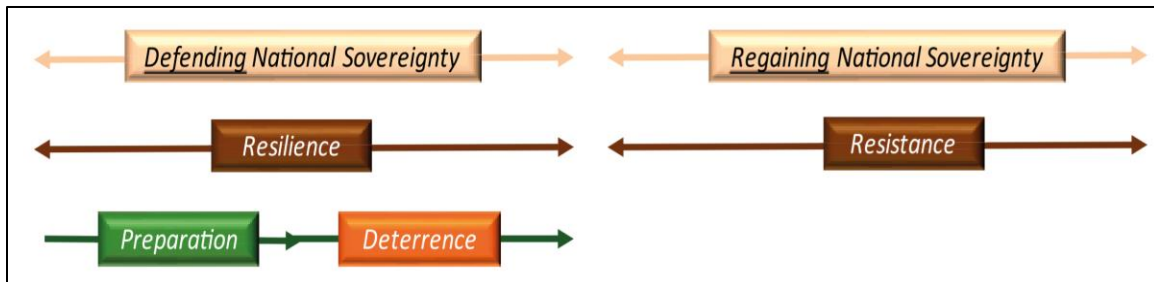 Defending National Sovereignty
Regaining National Sovereignty
Resilience
Resistance
Preparation
Deterrence